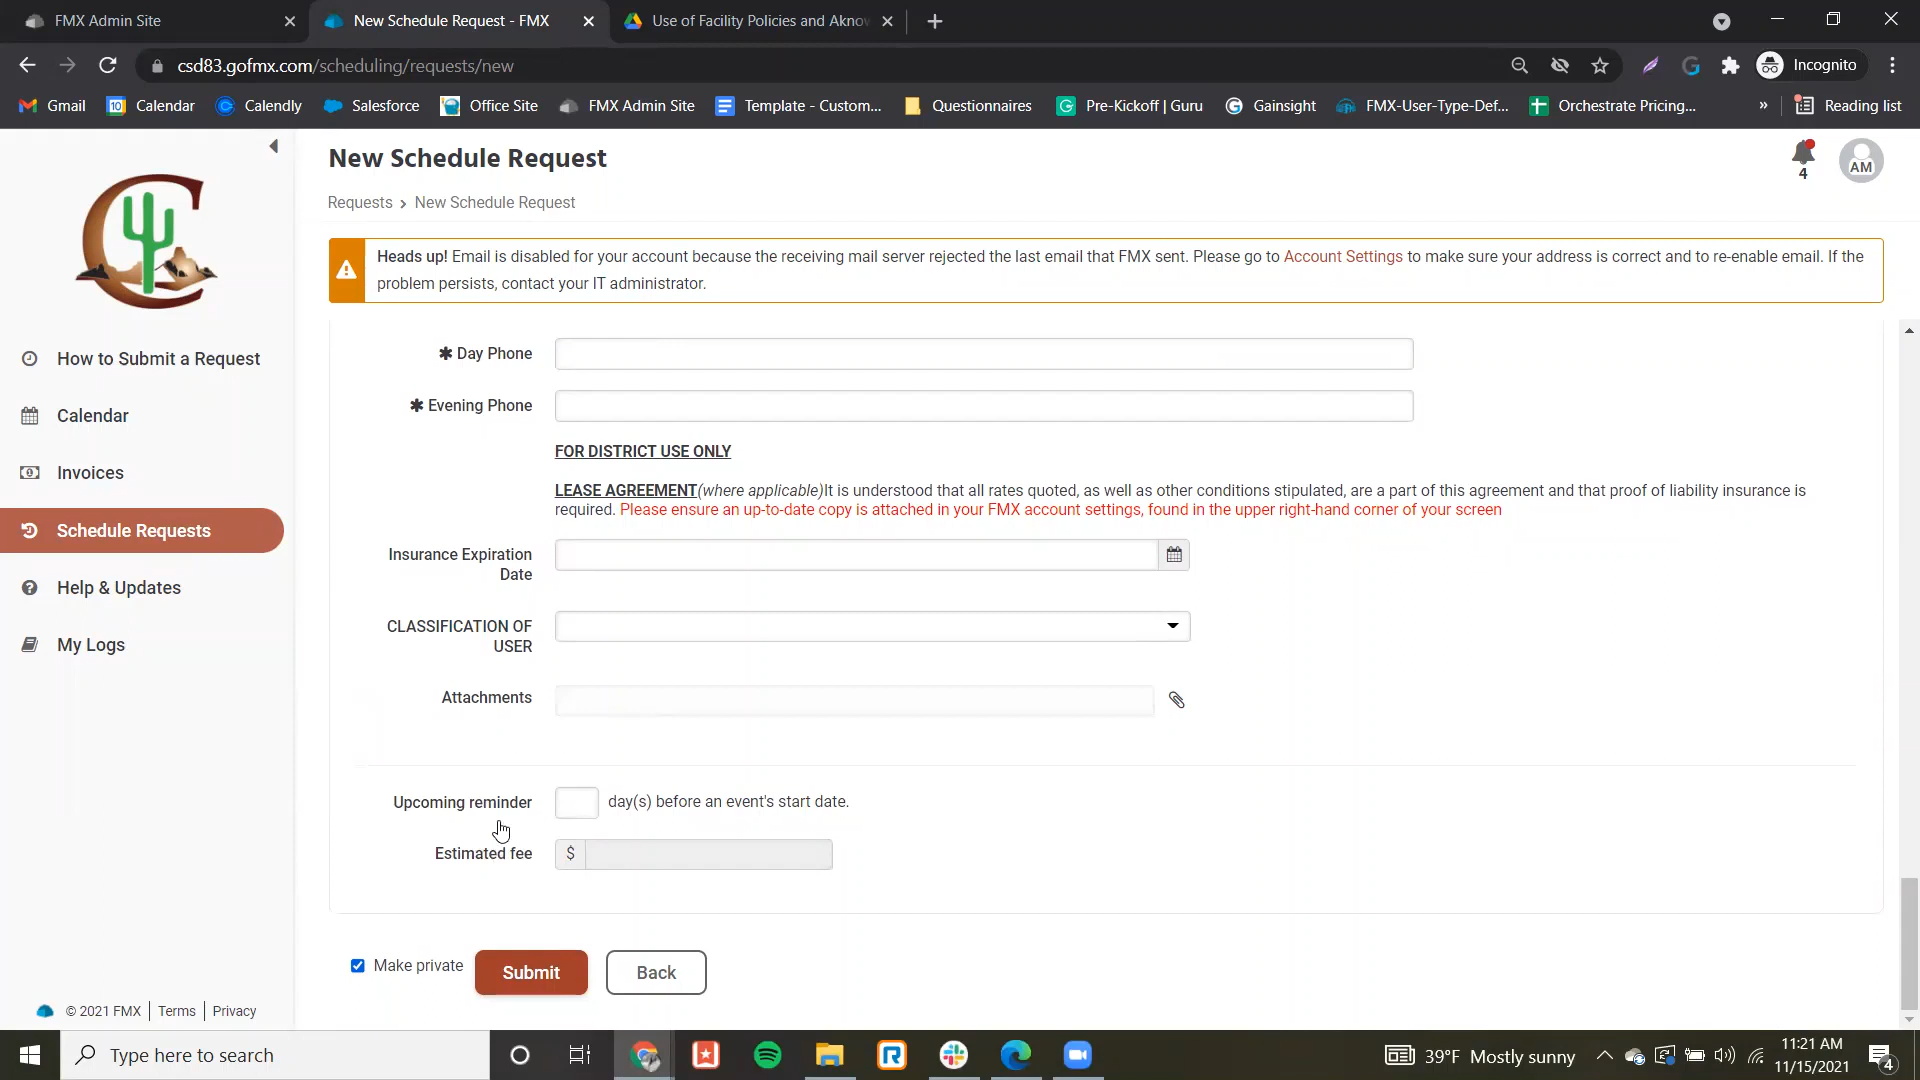 FMX Admin Site
New Schedule Request - FMX
Use of Facility Policies and Aknow
csd83.gofmx.com/scheduling/requests/new
Incognito
Gmail
Calendar
Calendly
Salesforce
Office Site
FMX Admin Site
Template - Custom...
Questionnaires
Pre-Kickoff | Guru
Gainsight
FMX-User-Type-Def...
Orchestrate Pricing...
»
Reading list
New Schedule Request
4
AM
Requests > New Schedule Request
Heads up! Email is disabled for your account because the receiving mail server rejected the last email that FMX sent. Please go to Account Settings to make sure your address is correct and to re-enable email. If the
problem persists, contact your IT administrator.
How to Submit a Request
Calendar
Invoices
Schedule Requests
Help & Updates
My Logs
✱ Day Phone
✱ Evening Phone
FOR DISTRICT USE ONLY
LEASE AGREEMENT(where applicable)It is understood that all rates quoted, as well as other conditions stipulated, are a part of this agreement and that proof of liability insurance is
required. Please ensure an up-to-date copy is attached in your FMX account settings, found in the upper right-hand corner of your screen
Insurance Expiration
Date
CLASSIFICATION OF
USER
Attachments
Upcoming reminder day(s) before an event's start date.
Estimated fee $
Make private Submit Back
© 2021 FMX | Terms | Privacy
Type here to search
39°F Mostly sunny
11:21 AM
11/15/2021
4